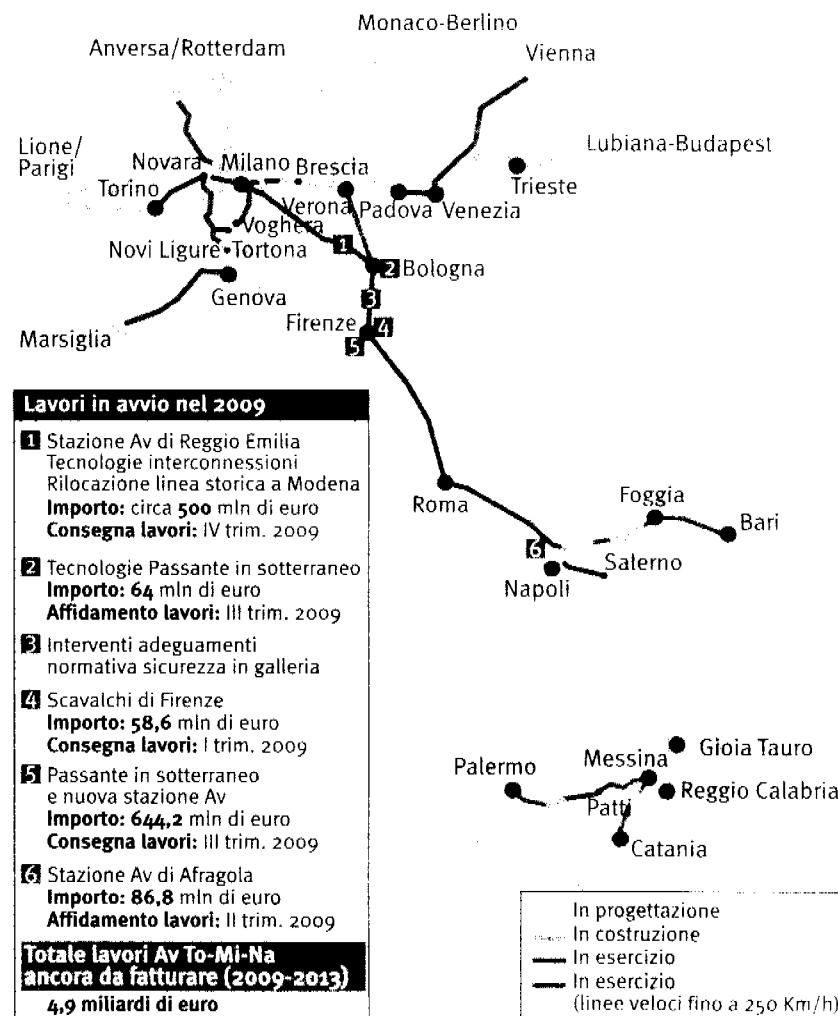 Monaco-Berlino
Anversa/Rotterdam
Vienna
Lione/
Parigi
Lubiana-Budapest
Novara
Milano
Brescia
Torino
Trieste
Verona
Padova
Venezia
Voghera
Novi Ligure-Tortona
1
2
Bologna
Genova
3
Marsiglia
Firenze
4
5
Roma
Foggia
Bari
6
Salerno
Napoli
Lavori in avvio nel 2009
1 Stazione Av di Reggio Emilia
Tecnologie interconnessioni
Rilocazione linea storica a Modena
Importo: circa 500 mln di euro
Consegna lavori: IV trim. 2009
2 Tecnologie Passante in sotterraneo
Importo: 64 mln di euro
Affidamento lavori: III trim. 2009
3 Interventi adeguamenti
normativa sicurezza in galleria
4 Scavalchi di Firenze
Importo: 58,6 mln di euro
Consegna lavori: I trim. 2009
5 Passante in sotterraneo
e nuova stazione Av
Importo: 644,2 mln di euro
Consegna lavori: III trim. 2009
6 Stazione Av di Afragola
Importo: 86,8 mln di euro
Affidamento lavori: II trim. 2009
Totale lavori Av To-Mi-Na
ancora da fatturare (2009-2013)
4,9 miliardi di euro
Palermo
Messina
Gioia Tauro
Patti
Reggio Calabria
Catania
In progettazione
In costruzione
In esercizio
In esercizio
(linee veloci fino a 250 Km/h)